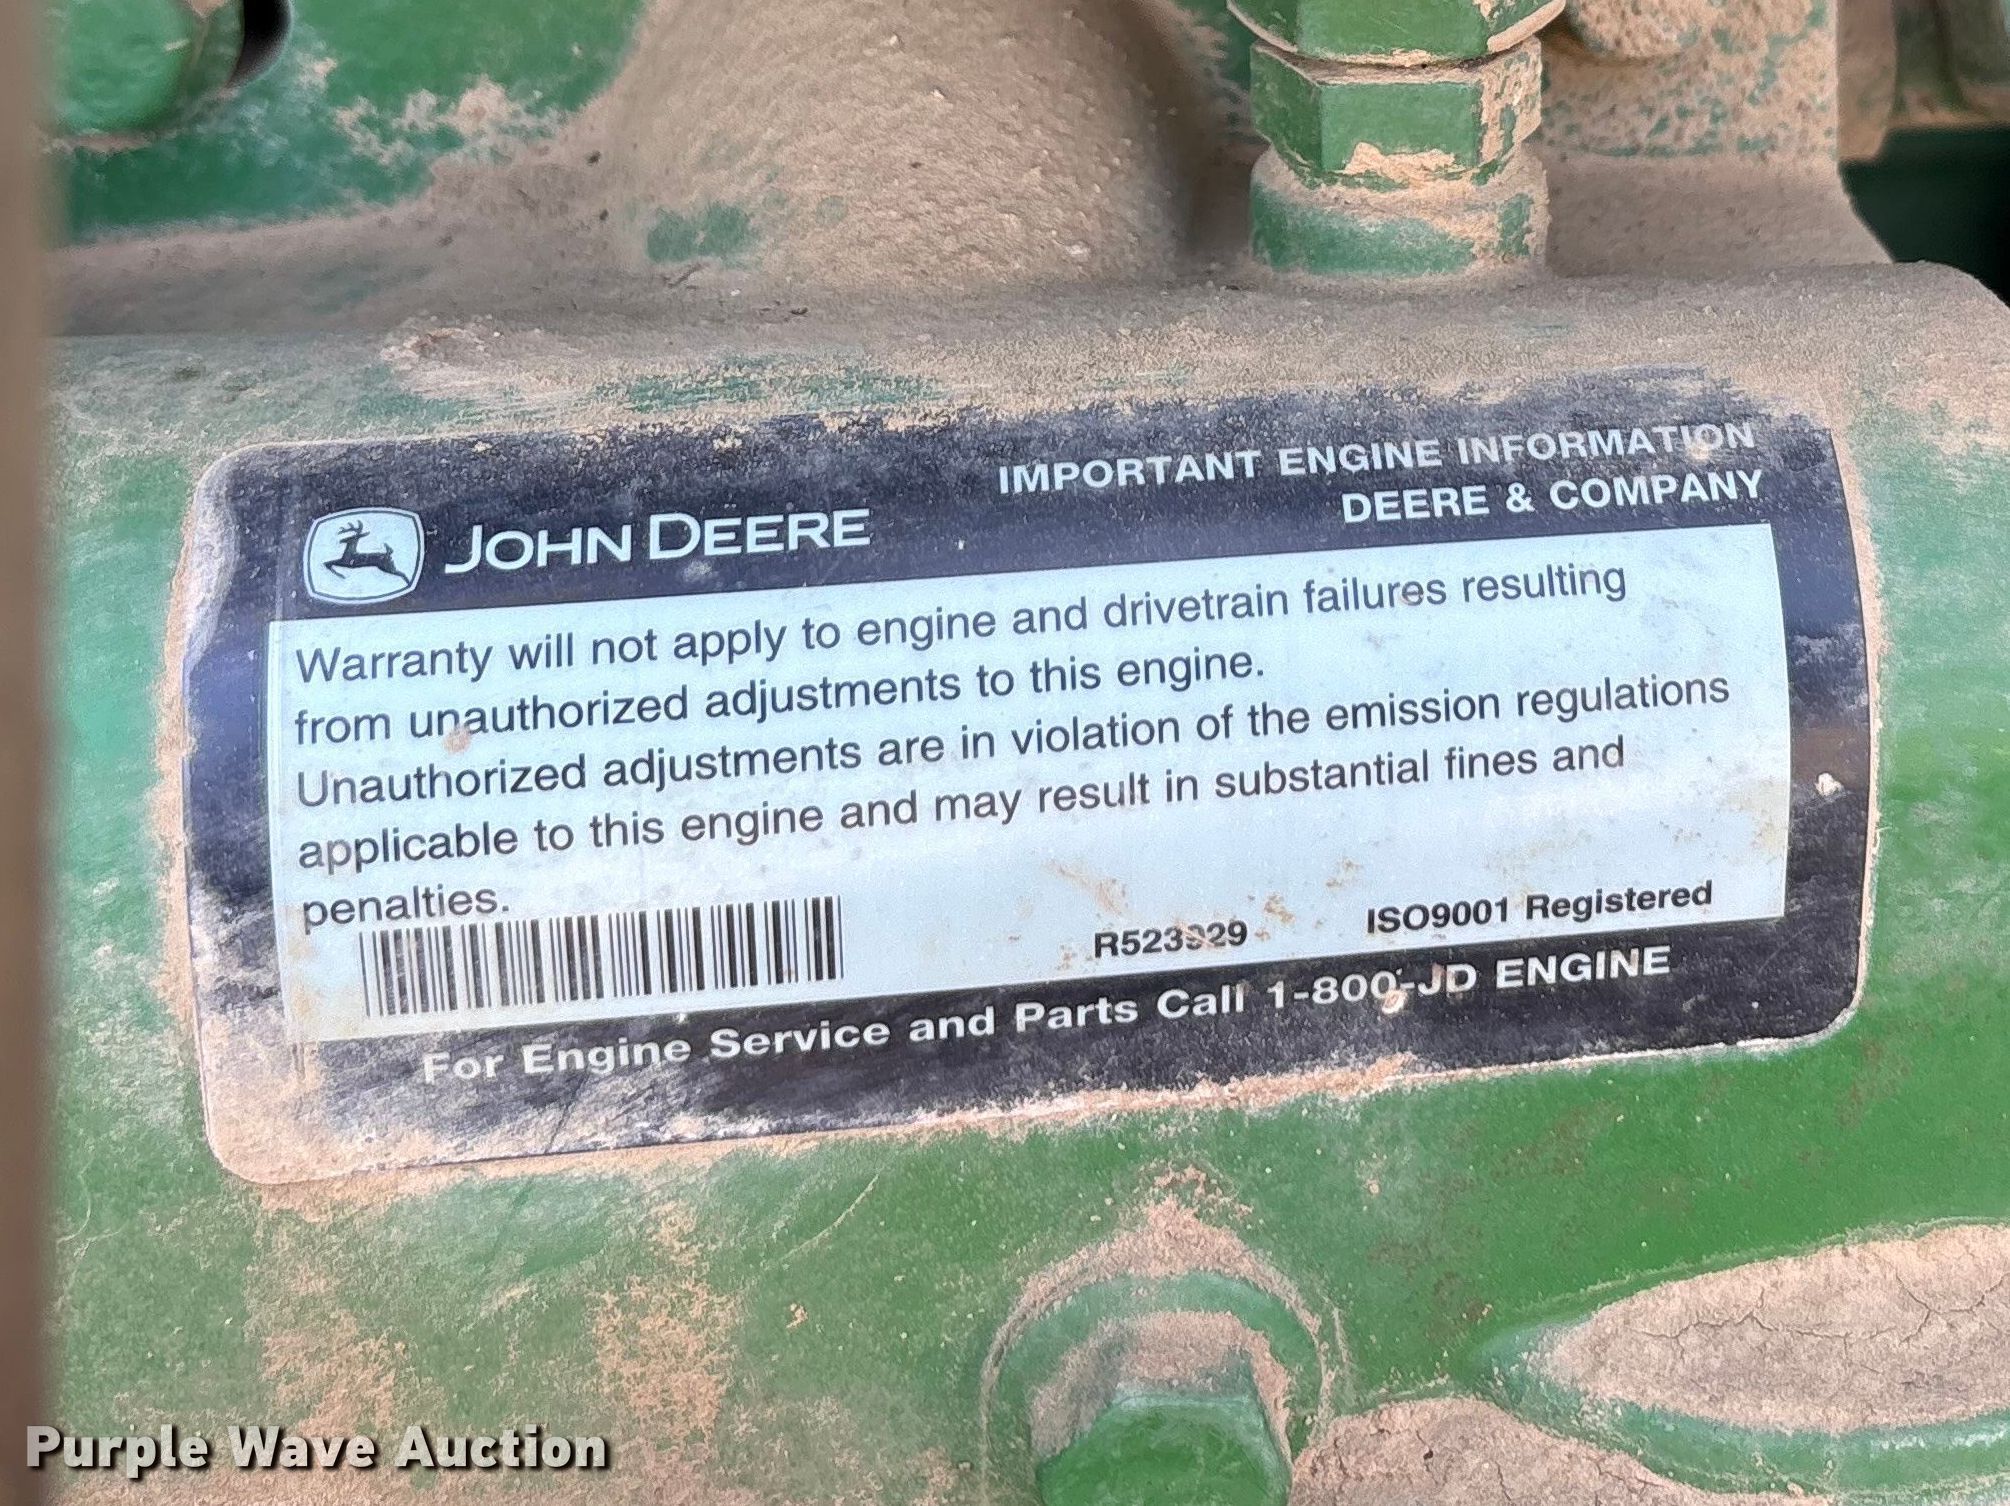 IMPORTANT ENGINE INFORMATION
JOHN DEERE
DEERE & COMPANY
Warranty will not apply to engine and drivetrain failures resulting
from unauthorized adjustments to this engine.
Unauthorized adjustments are in violation of the emission regulations
applicable to this engine and may result in substantial fines and
penalties.
ISO9001 Registered
For Engine Service and Parts Call 1-800-JD ENGINE
Purple Wave Auction